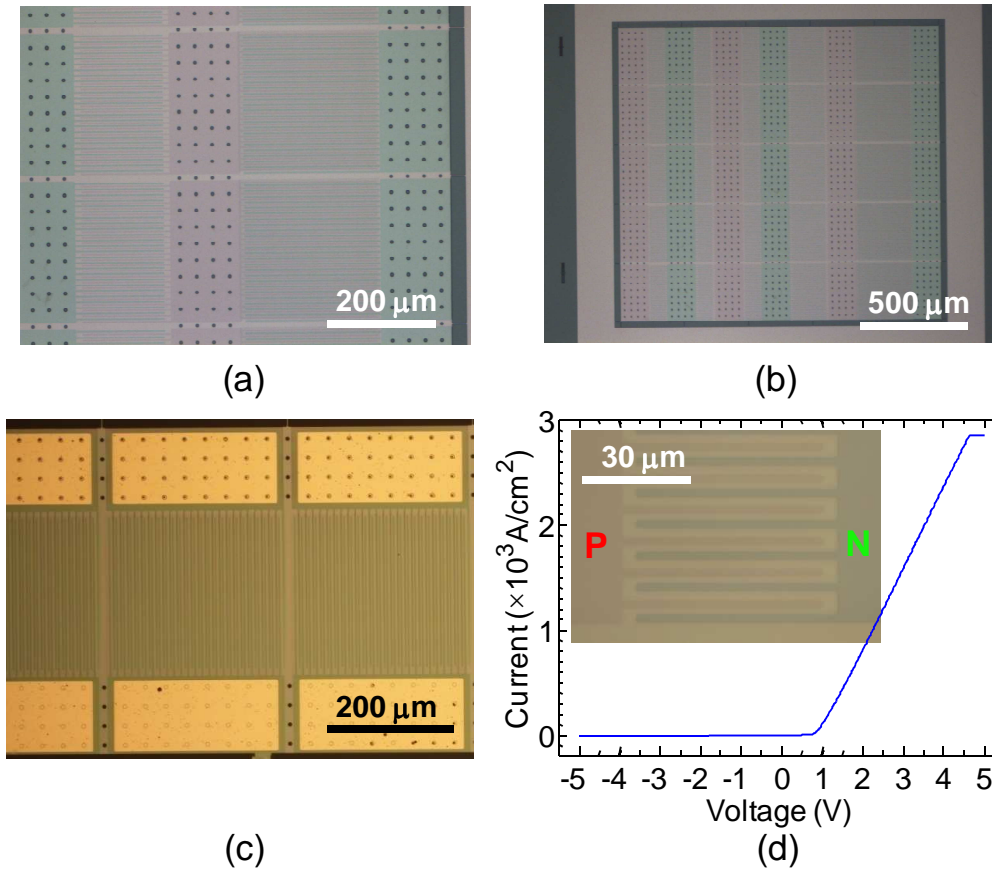 200 μm
(a)
500 μm
(b)
200 μm
(c)
3
2
1
0
Current (×10³A/cm²)
30 μm
P
N
-5 -4 -3 -2 -1 0 1 2 3 4 5
Voltage (V)
(d)